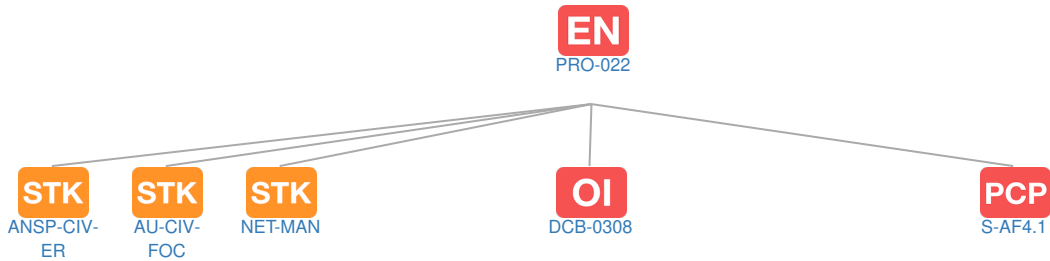 EN
PRO-022
STK
STK
STK
OI
PCP
ANSP-CIV-
ER
AU-CIV-
FOC
NET-MAN
DCB-0308
S-AF4.1